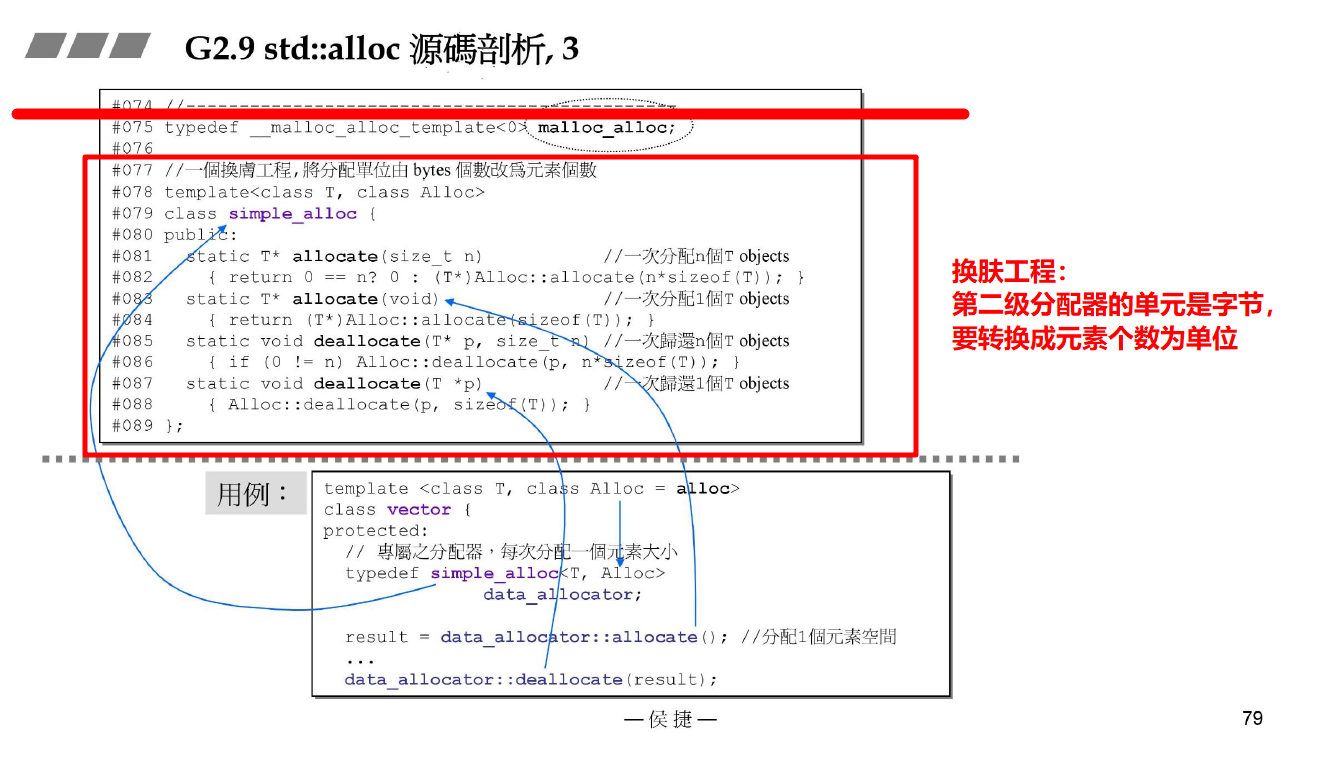 G2.9 std::alloc 源碼剖析, 3
#074 //----------------------------------------------
#075 typedef __malloc_alloc_template<0> malloc_alloc;
#076
#077 //一個換膚工程,將分配單位由 bytes 個數改爲元素個數
#078 template<class T, class Alloc>
#079 class simple_alloc {
#080 public:
#081   static T* allocate(size_t n)           //一次分配n個T objects
#082     { return 0 == n? 0 : (T*)Alloc::allocate(n*sizeof(T)); }
#083   static T* allocate(void)               //一次分配1個T objects
#084     { return (T*)Alloc::allocate(sizeof(T)); }
#085   static void deallocate(T* p, size_t n) //一次歸還n個T objects
#086     { if (0 != n) Alloc::deallocate(p, n*sizeof(T)); }
#087   static void deallocate(T *p)           //一次歸還1個T objects
#088     { Alloc::deallocate(p, sizeof(T)); }
#089 };
换肤工程：
第二级分配器的单元是字节，
要转换成元素个数为单位
用例：
template <class T, class Alloc = alloc>
class vector {
protected:
  // 專屬之分配器，每次分配一個元素大小
  typedef simple_alloc<T, Alloc>
               data_allocator;
  result = data_allocator::allocate(); //分配1個元素空間
  ...
  data_allocator::deallocate(result);
— 侯 捷 —
79